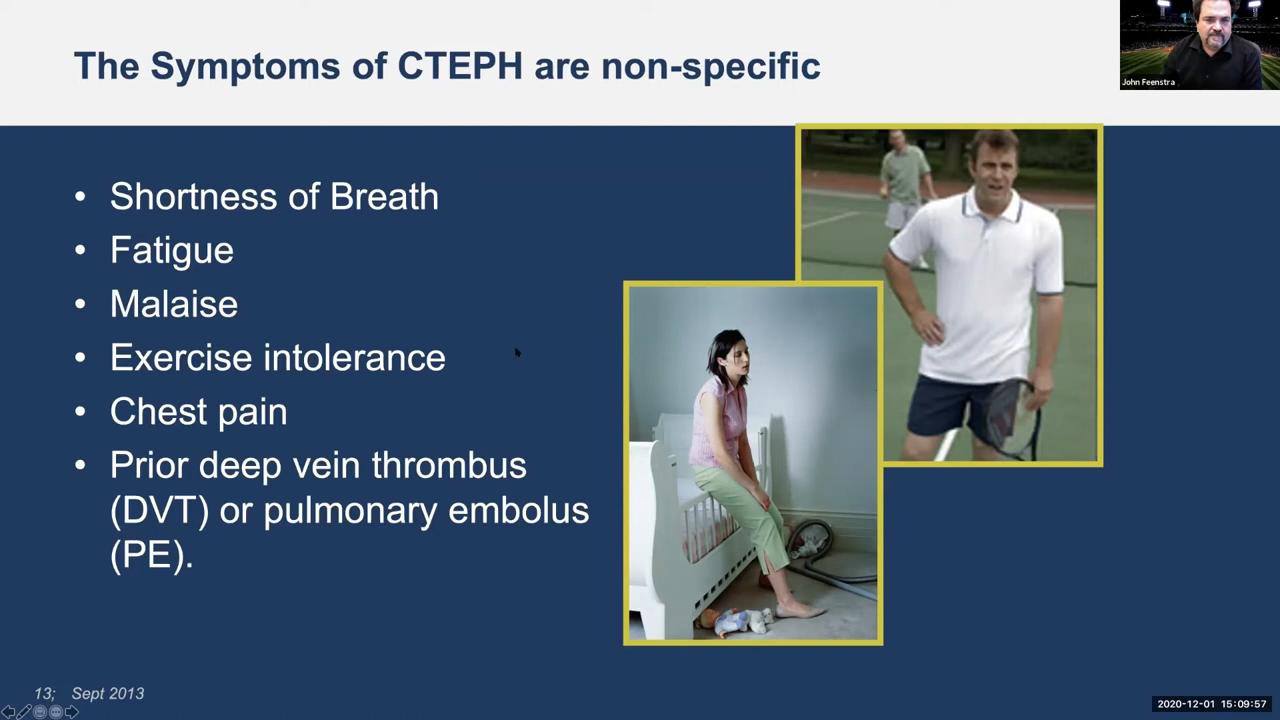 The Symptoms of CTEPH are non-specific
John Feenstra
• Shortness of Breath
• Fatigue
• Malaise
• Exercise intolerance
• Chest pain
• Prior deep vein thrombus
(DVT) or pulmonary embolus
(PE).
13; Sept 2013
2020-12-01 15:09:57